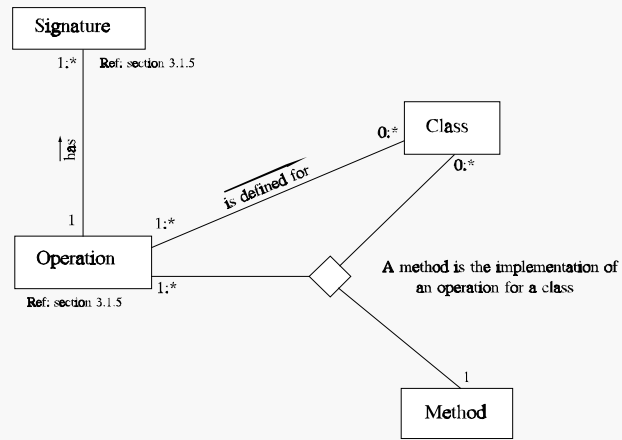 Signature
1:*
Ref: section 3.1.5
has
0:*
Class
0:*
is defined for
1
1:*
Operation
1:*
A method is the implementation of
an operation for a class
Ref: section 3.1.5
1
Method